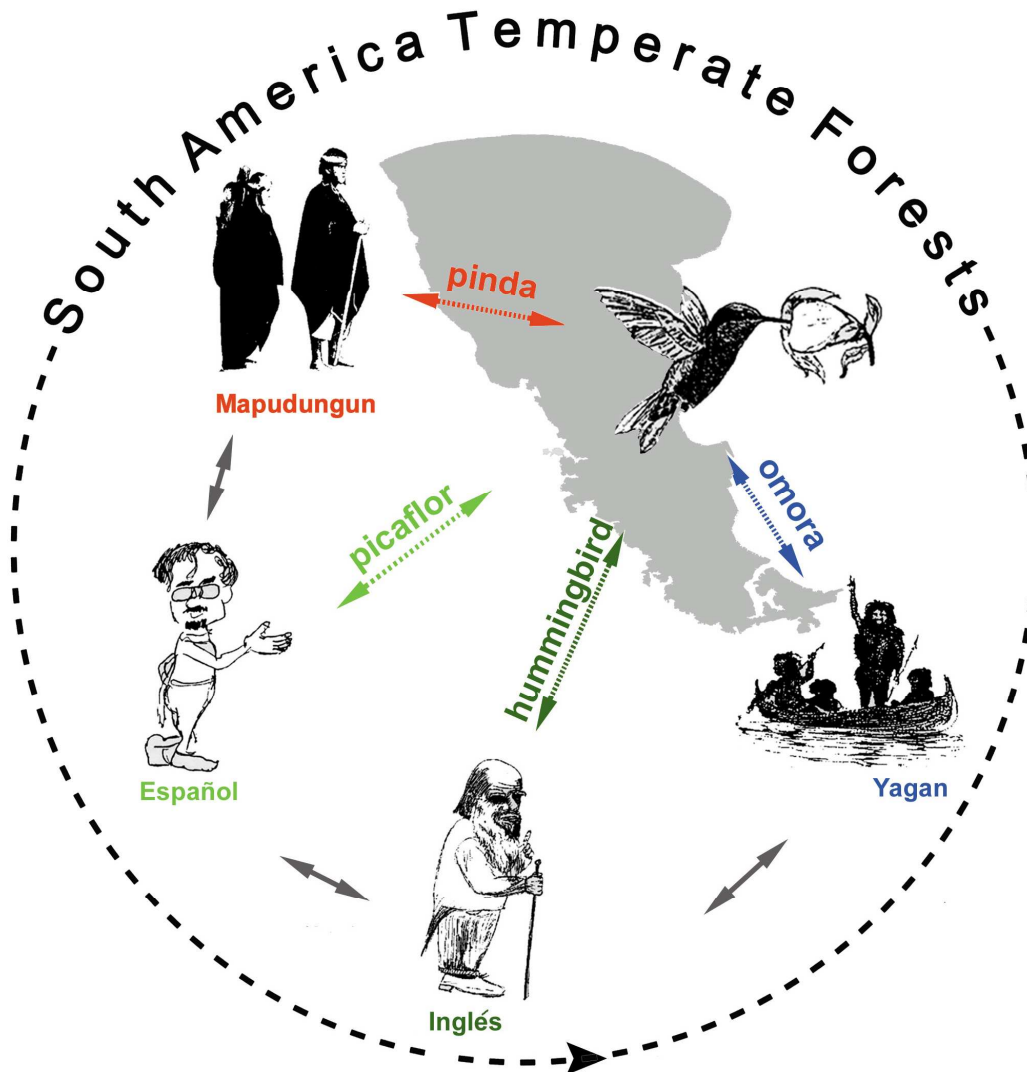 South America Temperate Forests
pinda
Mapudungun
omora
picaflor
hummingbird
Español
Yagan
Inglés